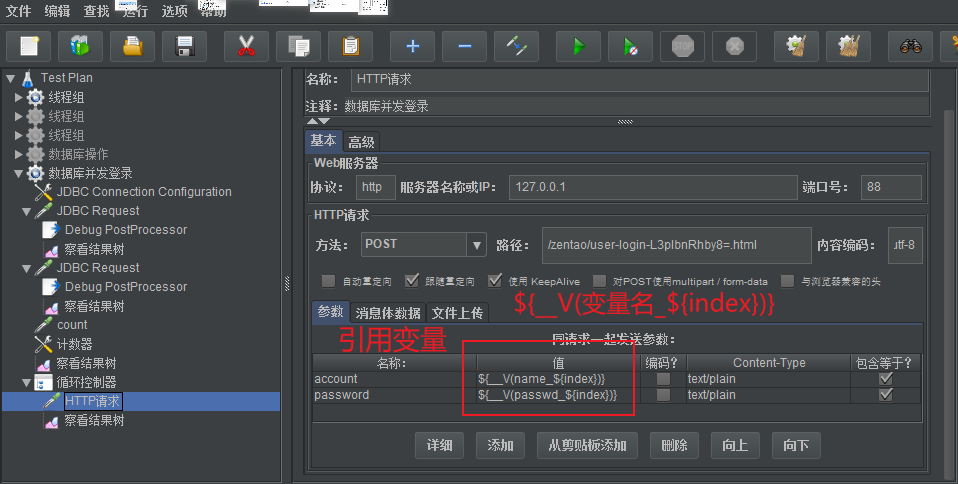 文件 编辑 查找 运行 选项 帮助
STOP
Test Plan
线程组
线程组
线程组
数据库操作
数据库并发登录
JDBC Connection Configuration
JDBC Request
Debug PostProcessor
察看结果树
JDBC Request
Debug PostProcessor
察看结果树
count
计数器
察看结果树
循环控制器
HTTP请求
察看结果树
名称: HTTP请求
注释: 数据库并发登录
基本 高级
Web服务器
协议: http 服务器名称或IP: 127.0.0.1 端口号: 88
HTTP请求
方法: POST 路径: /zentao/user-login-L3plbnRhby8=.html 内容编码: utf-8
自动重定向 跟随重定向 使用 KeepAlive 对POST使用multipart / form-data 与浏览器兼容的头
${__V(变量名_${index})}
参数 消息体数据 文件上传
引用变量
同请求一起发送参数:
名称: 值 编码? Content-Type 包含等于?
account ${__V(name_${index})} text/plain
password ${__V(passwd_${index})} text/plain
详细 添加 从剪贴板添加 删除 向上 向下